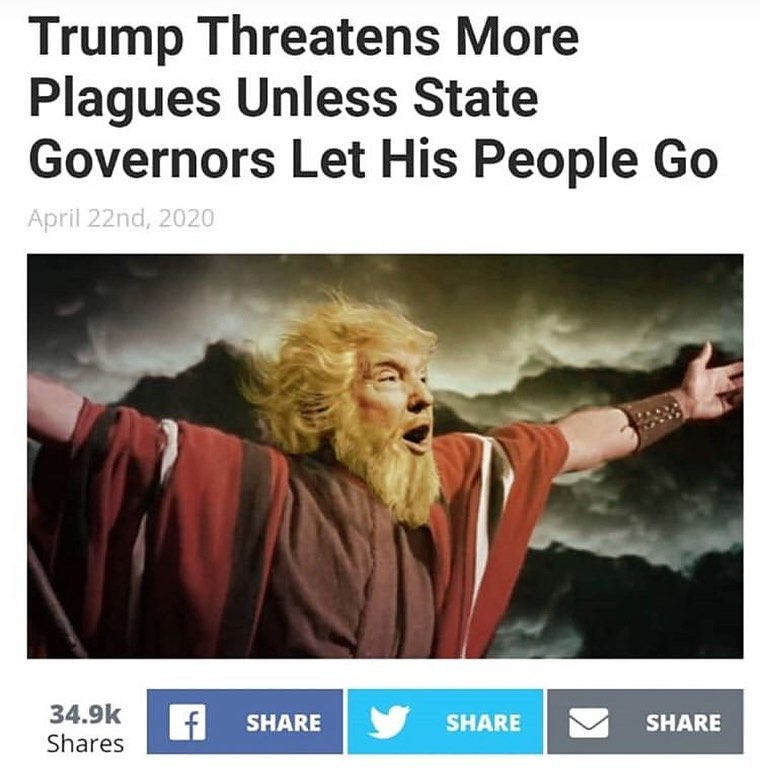 Trump Threatens More
Plagues Unless State
Governors Let His People Go
April 22nd, 2020
34.9k
Shares
f SHARE
SHARE
SHARE